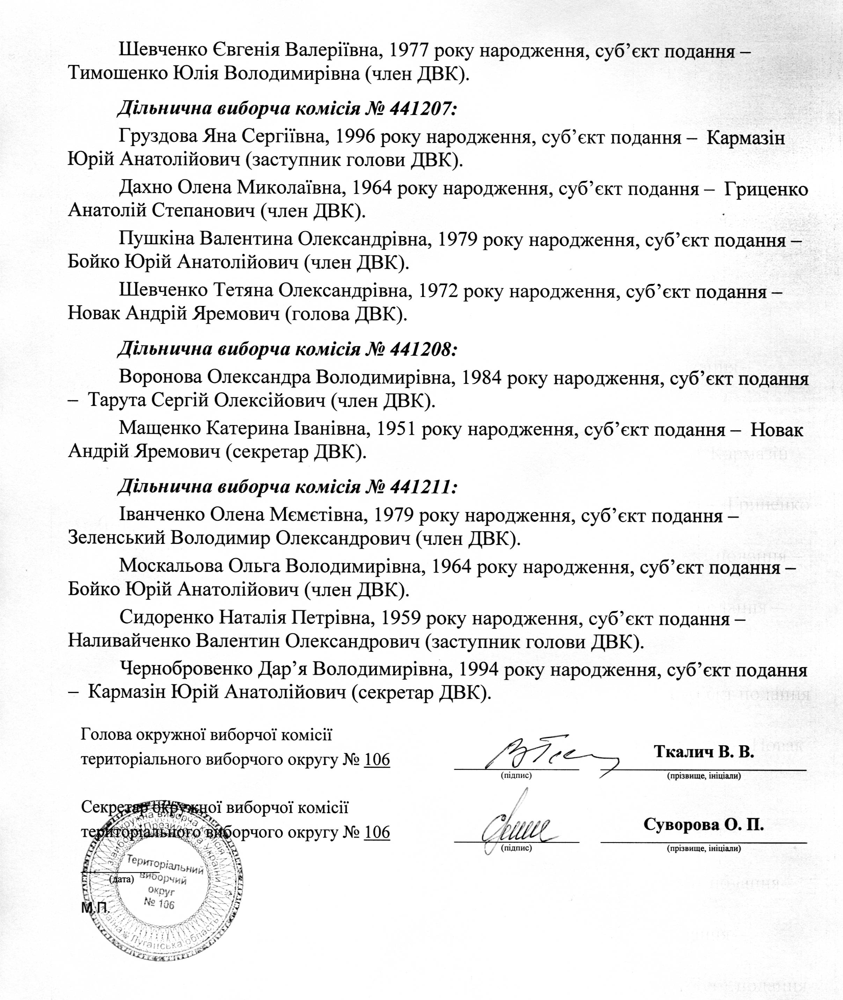 Шевченко Євгенія Валеріївна, 1977 року народження, суб’єкт подання –
Тимошенко Юлія Володимирівна (член ДВК).
Дільнична виборча комісія № 441207:
Груздова Яна Сергіївна, 1996 року народження, суб’єкт подання – Кармазін
Юрій Анатолійович (заступник голови ДВК).
Дахно Олена Миколаївна, 1964 року народження, суб’єкт подання – Гриценко
Анатолій Степанович (член ДВК).
Пушкіна Валентина Олександрівна, 1979 року народження, суб’єкт подання –
Бойко Юрій Анатолійович (член ДВК).
Шевченко Тетяна Олександрівна, 1972 року народження, суб’єкт подання –
Новак Андрій Яремович (голова ДВК).
Дільнична виборча комісія № 441208:
Воронова Олександра Володимирівна, 1984 року народження, суб’єкт подання
– Тарута Сергій Олексійович (член ДВК).
Мащенко Катерина Іванівна, 1951 року народження, суб’єкт подання – Новак
Андрій Яремович (секретар ДВК).
Дільнична виборча комісія № 441211:
Іванченко Олена Мємєтівна, 1979 року народження, суб’єкт подання –
Зеленський Володимир Олександрович (член ДВК).
Москальова Ольга Володимирівна, 1964 року народження, суб’єкт подання –
Бойко Юрій Анатолійович (член ДВК).
Сидоренко Наталія Петрівна, 1959 року народження, суб’єкт подання –
Наливайченко Валентин Олександрович (заступник голови ДВК).
Чернобровенко Дар’я Володимирівна, 1994 року народження, суб’єкт подання
– Кармазін Юрій Анатолійович (секретар ДВК).
Голова окружної виборчої комісії
територіального виборчого округу № 106
Ткалич В. В.
(підпис) (прізвище, ініціали)
Секретар окружної виборчої комісії
територіального виборчого округу № 106
Суворова О. П.
(підпис) (прізвище, ініціали)
(дата)
М.П.
Окружна виборча комісія
з виборів Президента України
Територіальний
виборчий
округ
№ 106
Україна * Луганська область